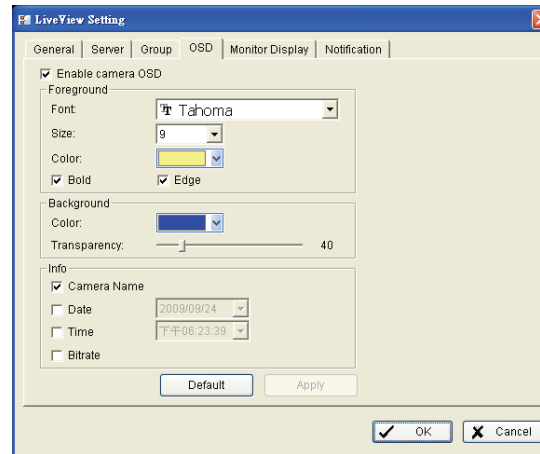 LiveView Setting
General Server Group OSD Monitor Display Notification
Enable camera OSD
Foreground
Font: Tahoma
Size: 9
Color:
Bold Edge
Background
Color:
Transparency: 40
Info
Camera Name
Date 2009/09/24
Time 下午06:23:39
Bitrate
Default Apply
OK Cancel